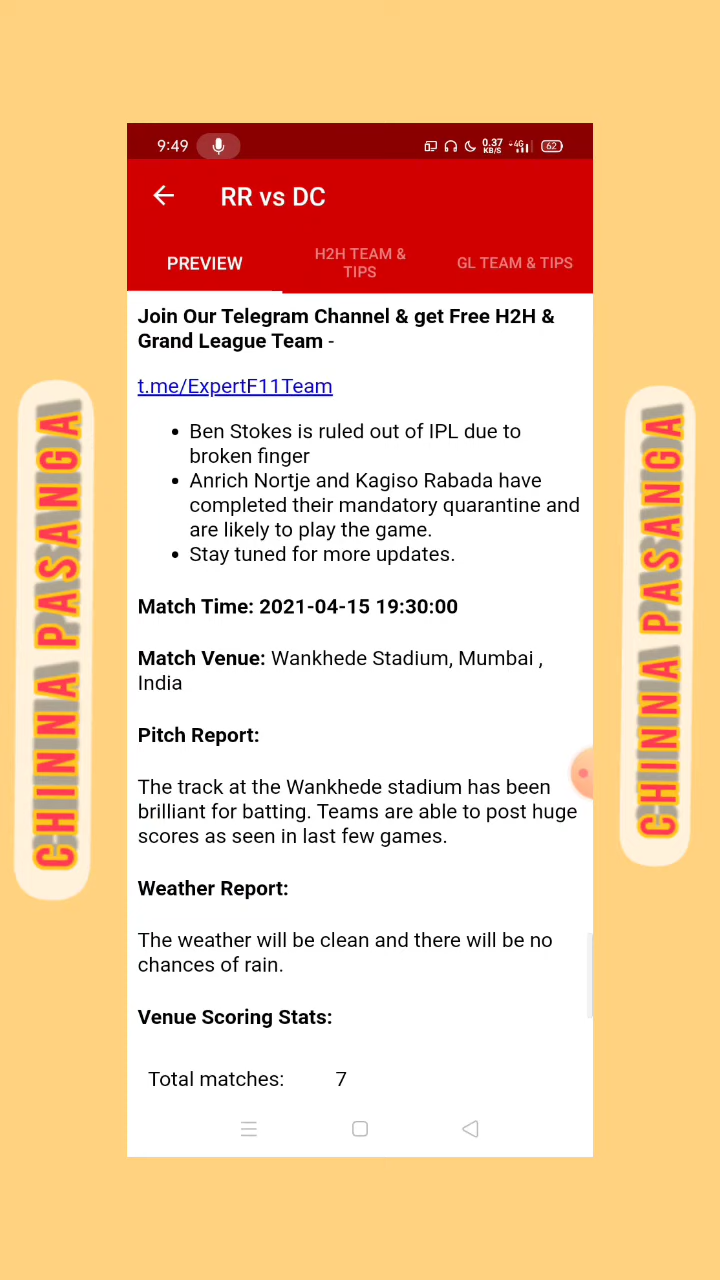 9:49
0.37
KB/S
4G
62
RR vs DC
PREVIEW
H2H TEAM &
TIPS
GL TEAM & TIPS
Join Our Telegram Channel & get Free H2H &
Grand League Team -
t.me/ExpertF11Team
• Ben Stokes is ruled out of IPL due to
broken finger
• Anrich Nortje and Kagiso Rabada have
completed their mandatory quarantine and
are likely to play the game.
• Stay tuned for more updates.
Match Time: 2021-04-15 19:30:00
Match Venue: Wankhede Stadium, Mumbai ,
India
Pitch Report:
The track at the Wankhede stadium has been
brilliant for batting. Teams are able to post huge
scores as seen in last few games.
Weather Report:
The weather will be clean and there will be no
chances of rain.
Venue Scoring Stats:
Total matches: 7
CHINNA PASANGA
CHINNA PASANGA